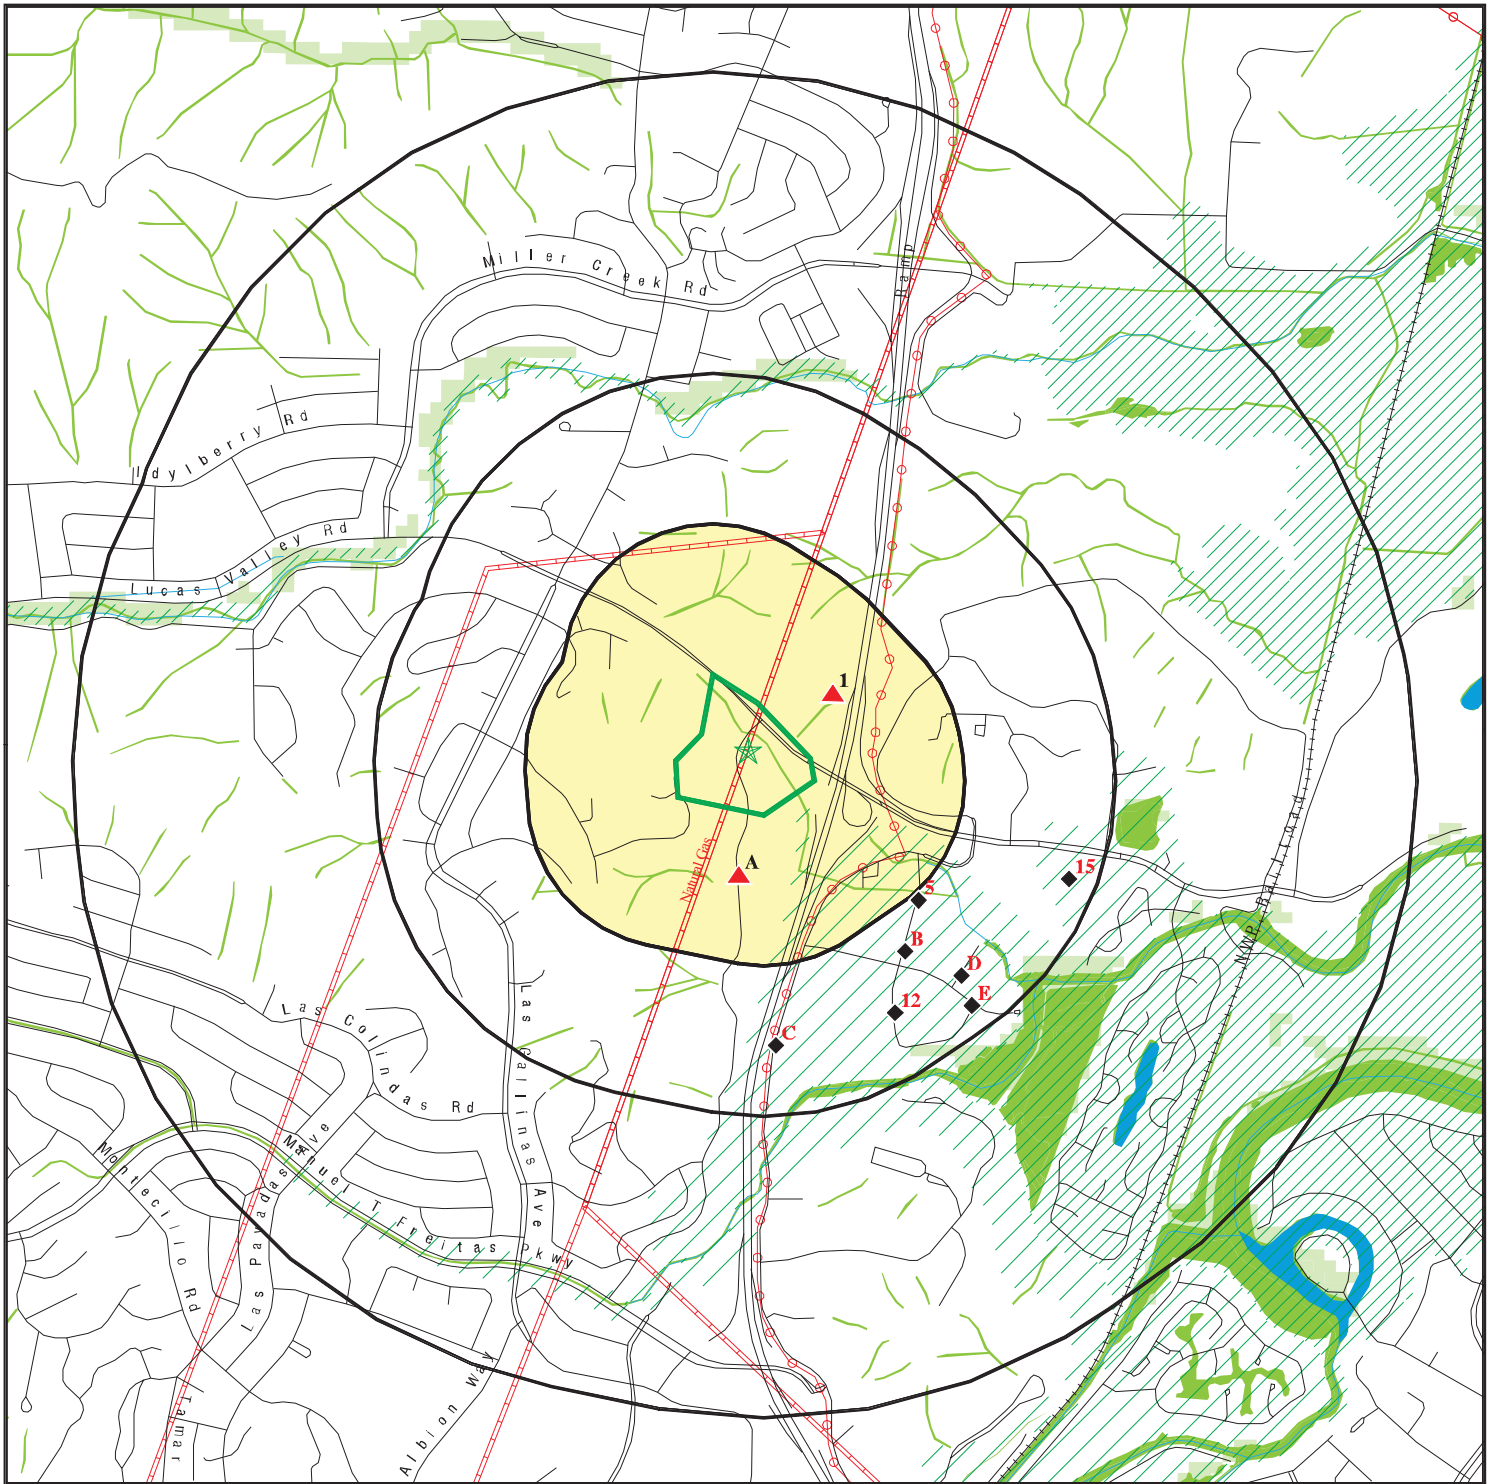 Miller Creek Rd
Ramp
Idylberry Rd
Lucas Valley Rd
1
Natural Gas
A
15
5
B
D
E
12
C
NWP Railroad
Las Colindas Rd
Las Gallinas Ave
Manuel T Freitas Pkwy
Montecillo Rd
Las Pavadas Ave
Albion Way
Tamar